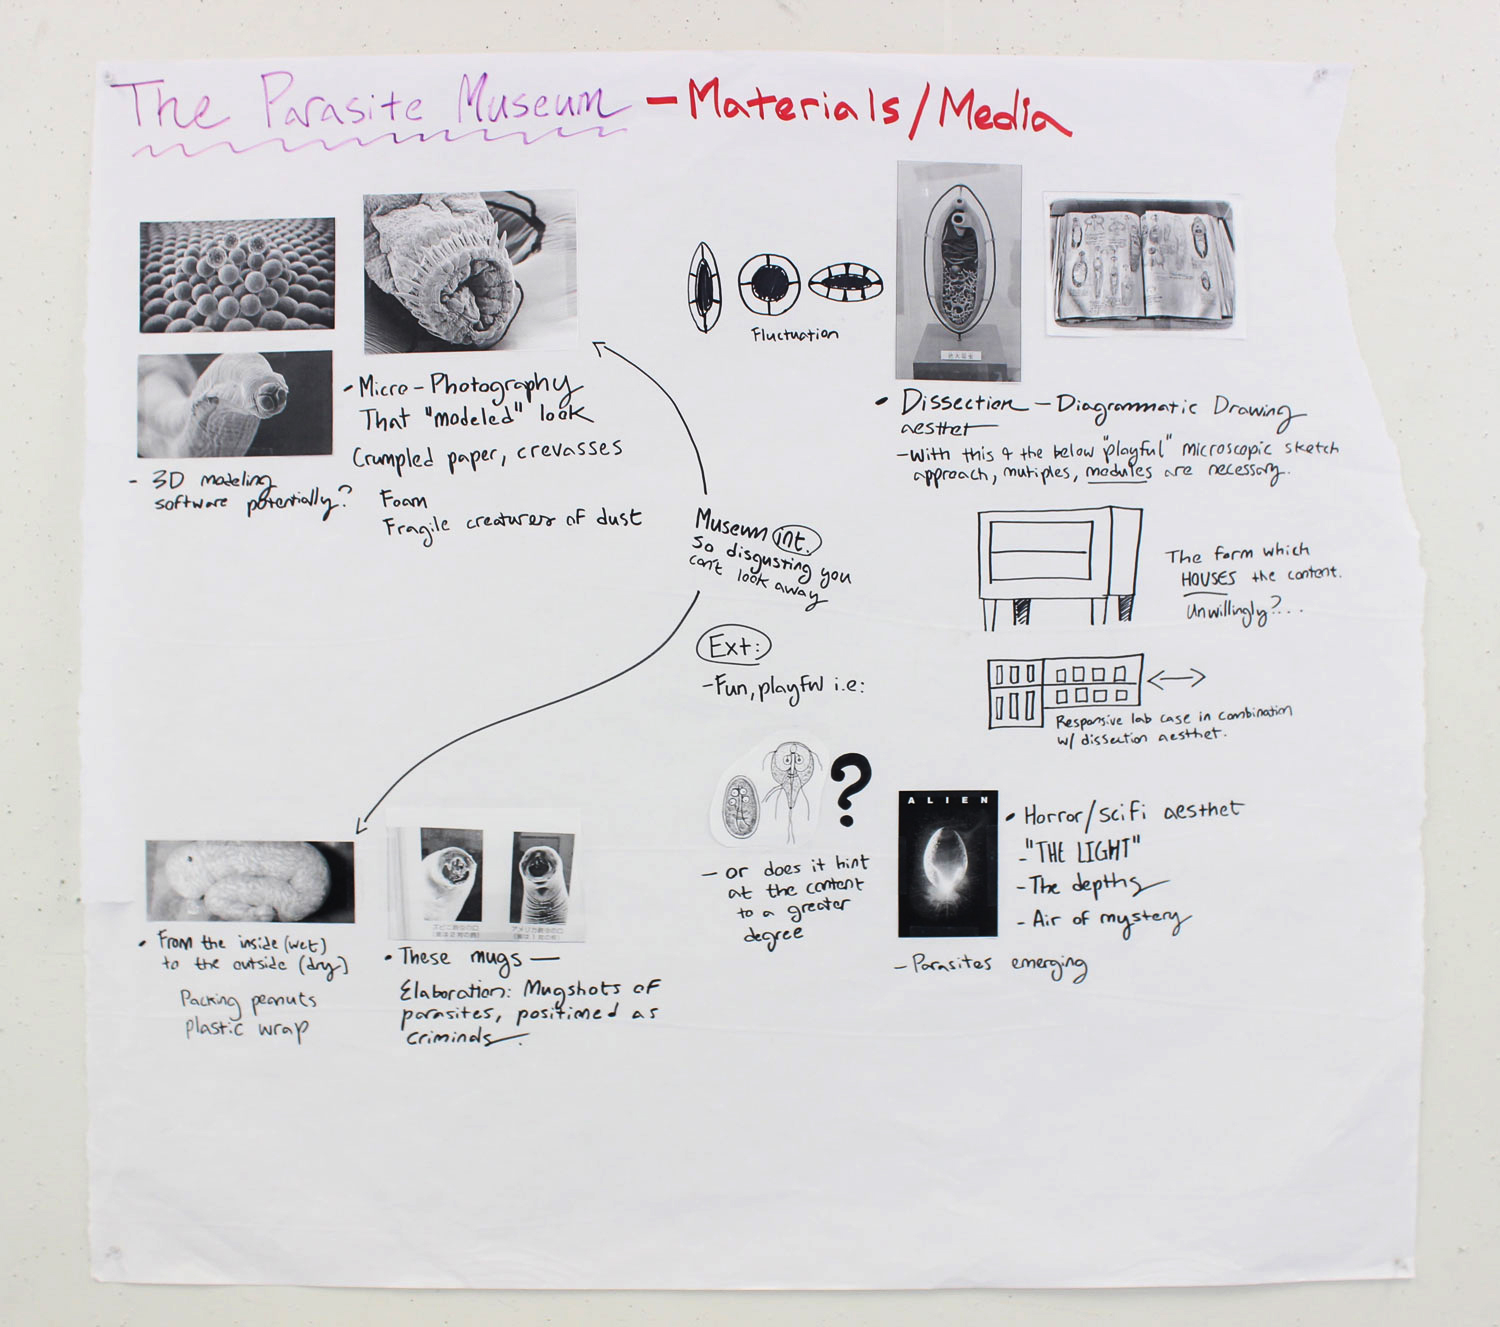 The Parasite Museum - Materials/Media
- 3D modeling
software potentially?
• Micro-Photography
That "modeled" look
Crumpled paper, crevasses
Foam
Fragile creatures of dust
Fluctuation
• Dissection - Diagrammatic Drawing
aesthet
- With this & the below "playful" microscopic sketch
approach, mutiples, modules are necessary.
Museum int.
So disgusting you
can't look away
Ext:
- Fun, playful i.e:
The form which
HOUSES the content.
Unwillingly?...
Responsive lab case in combination
w/ dissection aesthet.
?
- or does it hint
at the content
to a greater
degree
ALIEN
• Horror/scifi aesthet
- "THE LIGHT"
- The depths
- Air of mystery
- Parasites emerging
• From the inside (wet)
to the outside (dry)
Packing peanuts
plastic wrap
• These mugs —
Elaboration: Mugshots of
parasites, positioned as
criminals.